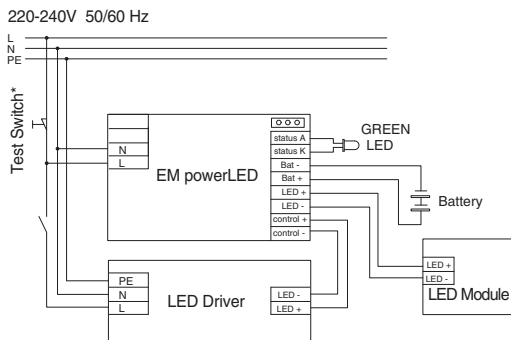 220-240V 50/60 Hz
L
N
PE
Test Switch*
N
L
EM powerLED
status A
status K
Bat -
Bat +
LED +
LED -
control +
control -
GREEN
LED
Battery
LED +
LED -
LED Module
PE
N
L
LED Driver
LED -
LED +